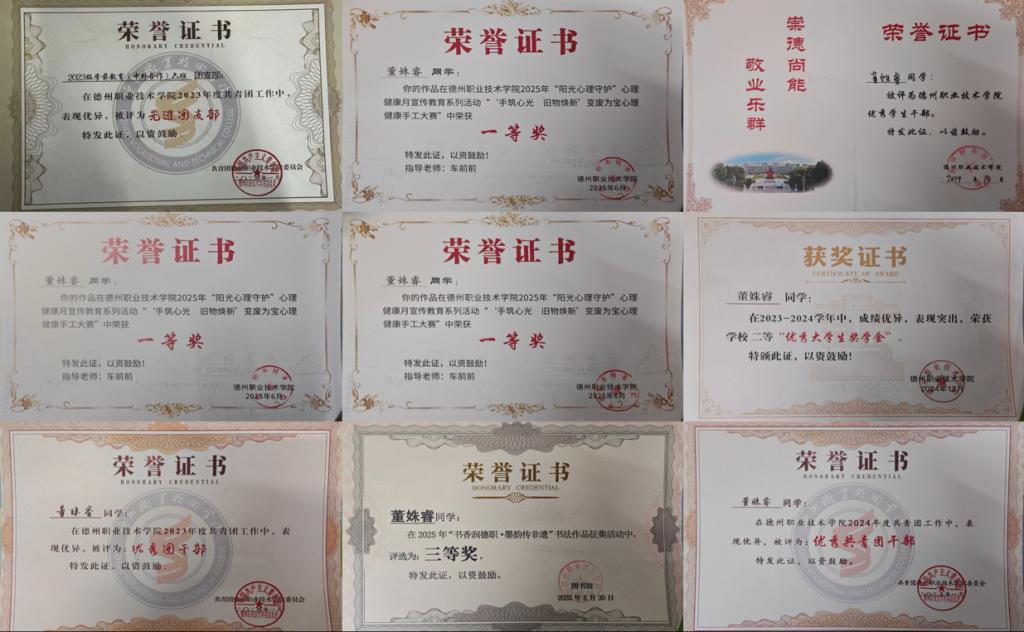 荣誉证书
HONORARY CREDENTIAL
2023级学前教育（中外合作）六班 团支部
在德州职业技术学院2023年度共青团工作中，
表现优异，被评为先进团支部
特发此证，以资鼓励
荣誉证书
董姝睿 同学：
你的作品在德州职业技术学院2025年“阳光心理守护”心理
健康月宣传教育系列活动“‘手筑心光 旧物焕新’变废为宝心理
健康手工大赛”中荣获
一等奖
特发此证，以资鼓励！
指导老师：车前前
德州职业技术学院
2025年6月
崇德尚能
敬业乐群
荣誉证书
董姝睿同学：
被评为德州职业技术学院
优秀学生干部。
特发此证，以兹鼓励。
德州职业技术学院
荣誉证书
董姝睿 同学：
你的作品在德州职业技术学院2025年“阳光心理守护”心理
健康月宣传教育系列活动“‘手筑心光 旧物焕新’变废为宝心理
健康手工大赛”中荣获
一等奖
特发此证，以资鼓励！
指导老师：车前前
德州职业技术学院
2025年6月
荣誉证书
董姝睿 同学：
你的作品在德州职业技术学院2025年“阳光心理守护”心理
健康月宣传教育系列活动“‘手筑心光 旧物焕新’变废为宝心理
健康手工大赛”中荣获
一等奖
特发此证，以资鼓励！
指导老师：车前前
德州职业技术学院
2025年6月
获奖证书
CERTIFICATE OF AWARD
董姝睿 同学：
在2023-2024学年中，成绩优异，表现突出，荣获
学校二等“优秀大学生奖学金”。
特颁此证，以资鼓励！
德州职业技术学院
2024年12月
荣誉证书
HONORARY CREDENTIAL
董姝睿 同学：
在德州职业技术学院2023年度共青团工作中，表
现优异，被评为：优秀团干部
特发此证，以资鼓励。
荣誉证书
HONORARY CREDENTIAL
董姝睿同学：
在2025年“书香润德职·墨韵传非遗”书法作品征集活动中，
评选为：三等奖。
特发此证，以资鼓励。
图书馆
2025年6月30日
荣誉证书
HONORARY CREDENTIAL
董姝睿 同学：
在德州职业技术学院2024年度共青团工作中，表
现优异，被评为：优秀共青团干部
特发此证，以资鼓励。